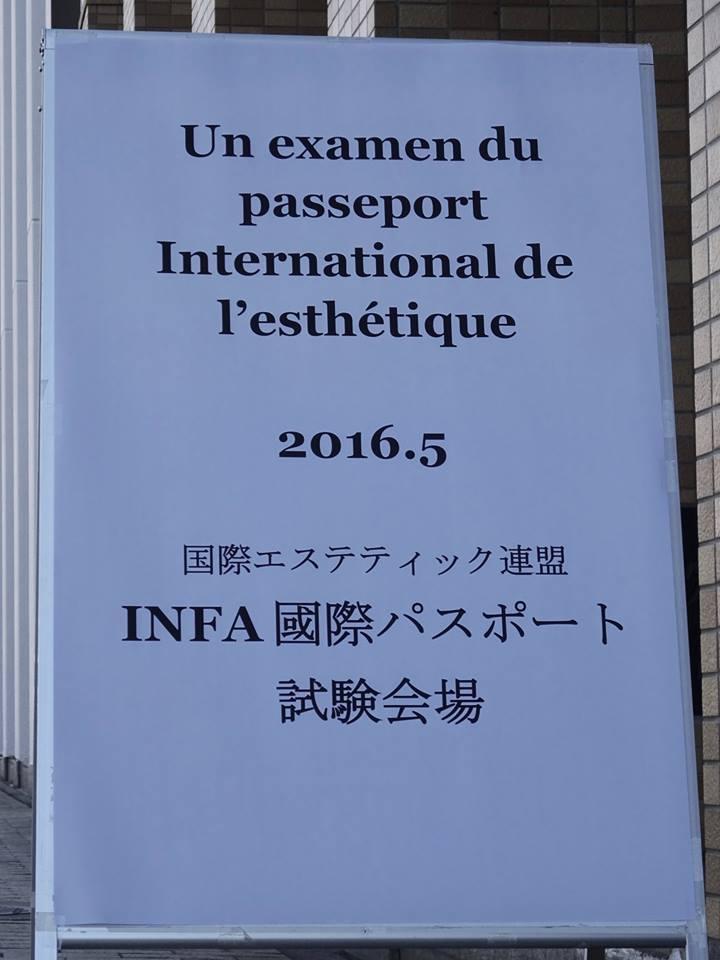 Un examen du
passeport
International de
l’esthétique
2016.5
国際エステティック連盟
INFA 國際パスポート
試験会場